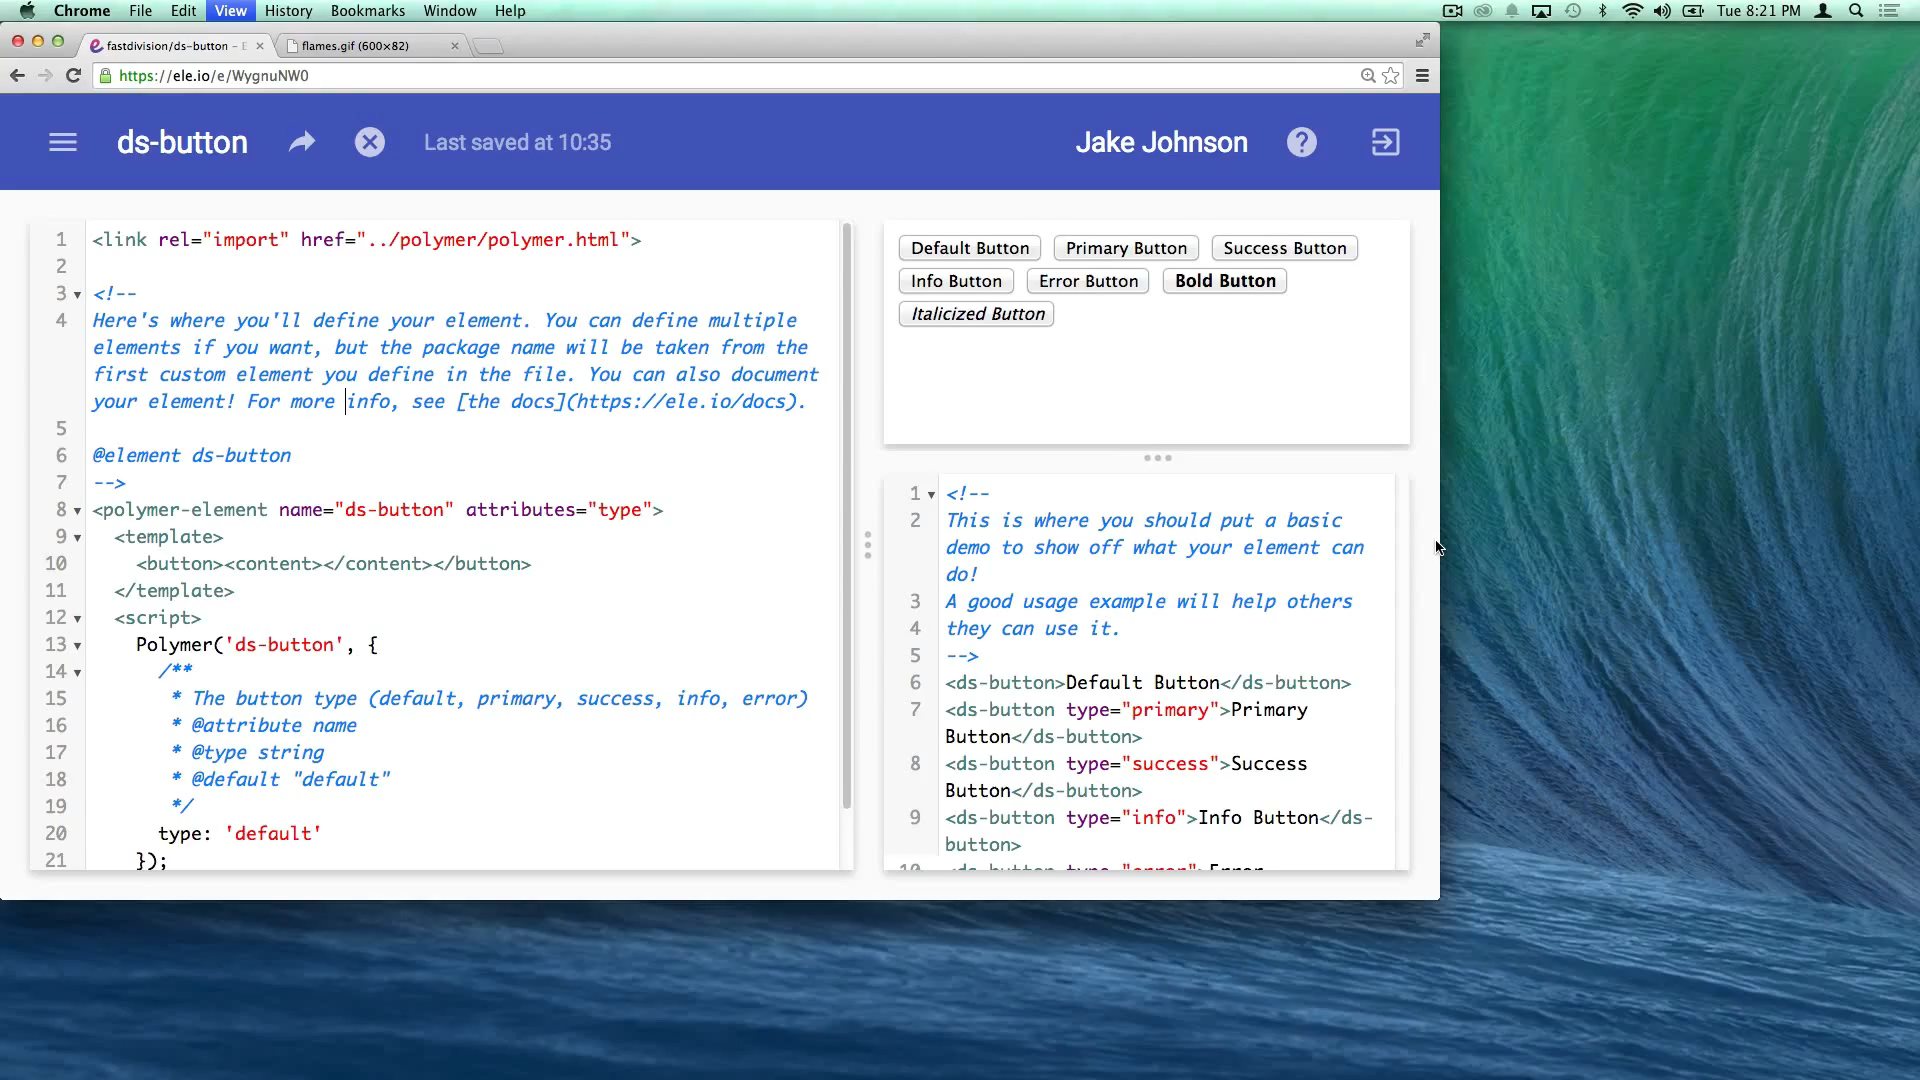 Chrome File Edit View History Bookmarks Window Help Tue 8:21 PM
fastdivision/ds-button – E flames.gif (600×82)
https://ele.io/e/WygnuNW0
ds-button Last saved at 10:35 Jake Johnson
1 <link rel="import" href="../polymer/polymer.html">
2
3 <!--
4 Here's where you'll define your element. You can define multiple
elements if you want, but the package name will be taken from the
first custom element you define in the file. You can also document
your element! For more info, see [the docs](https://ele.io/docs).
5
6 @element ds-button
7 -->
8 <polymer-element name="ds-button" attributes="type">
9 <template>
10 <button><content></content></button>
11 </template>
12 <script>
13 Polymer('ds-button', {
14 /**
15 * The button type (default, primary, success, info, error)
16 * @attribute name
17 * @type string
18 * @default "default"
19 */
20 type: 'default'
21 });
Default Button Primary Button Success Button
Info Button Error Button Bold Button
Italicized Button
1 <!--
2 This is where you should put a basic
demo to show off what your element can
do!
3 A good usage example will help others
4 they can use it.
5 -->
6 <ds-button>Default Button</ds-button>
7 <ds-button type="primary">Primary
Button</ds-button>
8 <ds-button type="success">Success
Button</ds-button>
9 <ds-button type="info">Info Button</ds-
button>
10 <ds-button type="error">Error